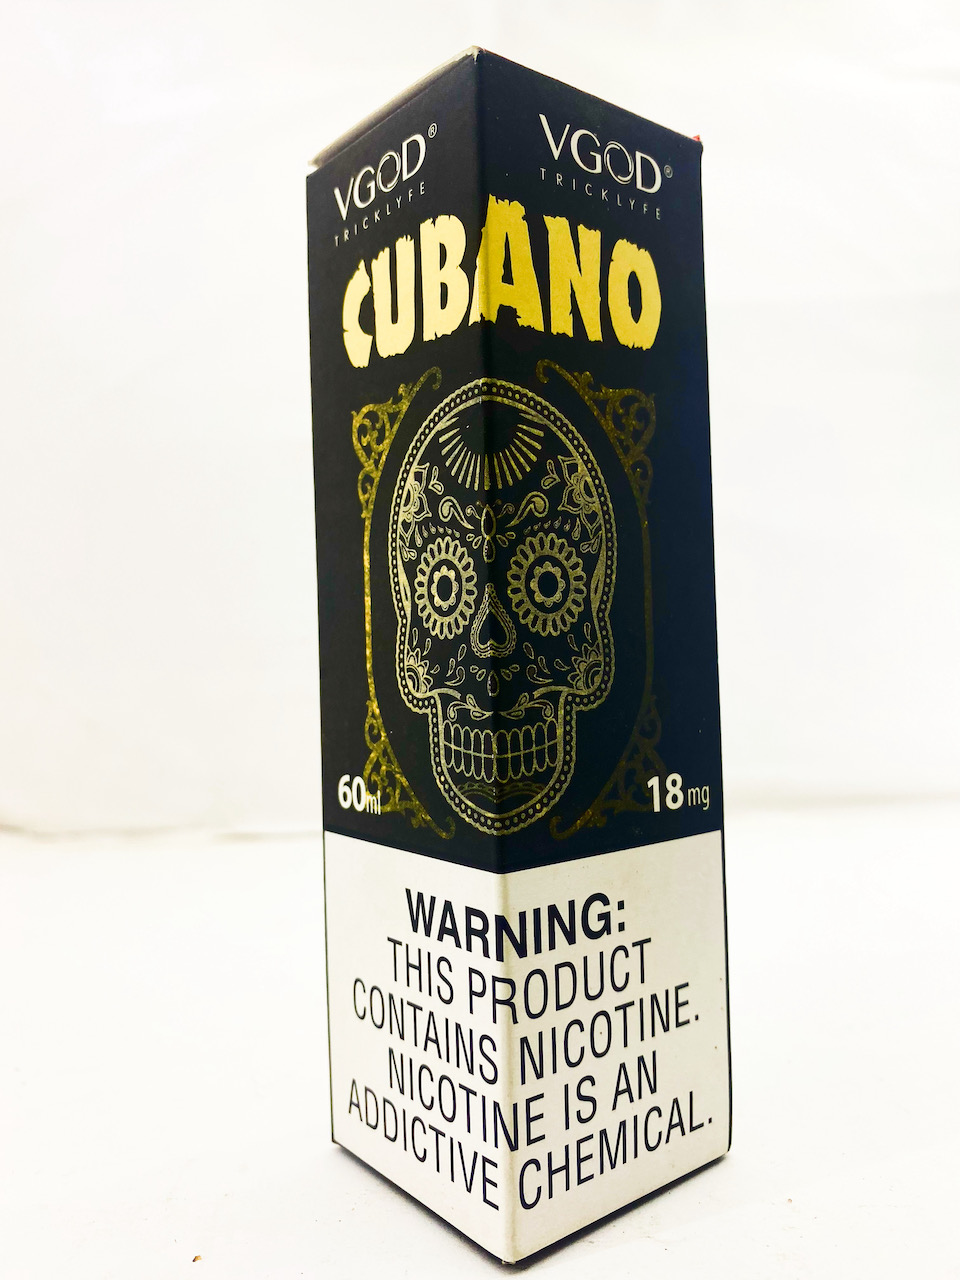 VGOD®
TRICKLYFE
VGOD®
TRICKLYFE
CUBANO
60ml
18mg
WARNING:
THIS PRODUCT
CONTAINS NICOTINE.
NICOTINE IS AN
ADDICTIVE CHEMICAL.